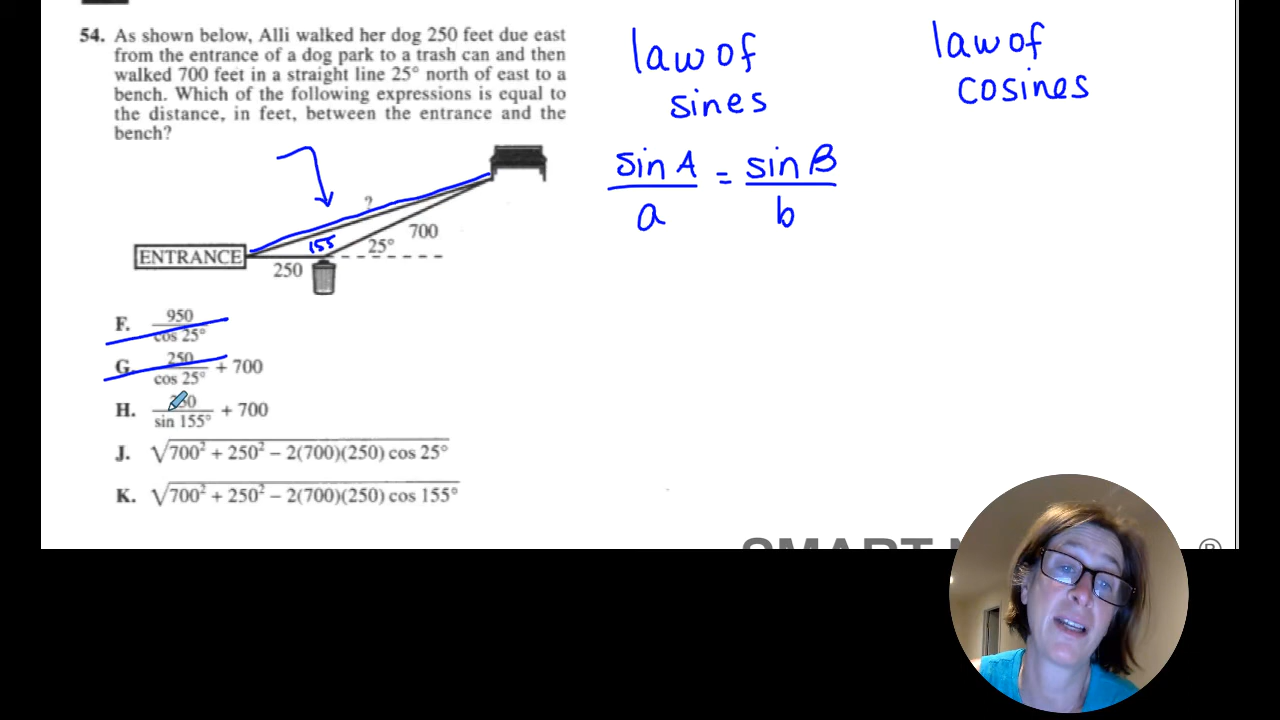 54. As shown below, Alli walked her dog 250 feet due east
from the entrance of a dog park to a trash can and then
walked 700 feet in a straight line 25° north of east to a
bench. Which of the following expressions is equal to
the distance, in feet, between the entrance and the
bench?
?
155
25°
700
ENTRANCE
250
F. 950 / cos 25°
G. 250 / cos 25° + 700
H. / sin 155° + 700
J. √700² + 250² − 2(700)(250) cos 25°
K. √700² + 250² − 2(700)(250) cos 155°
law of
sines
sin A / a = sin B / b
law of
cosines
SMART
®